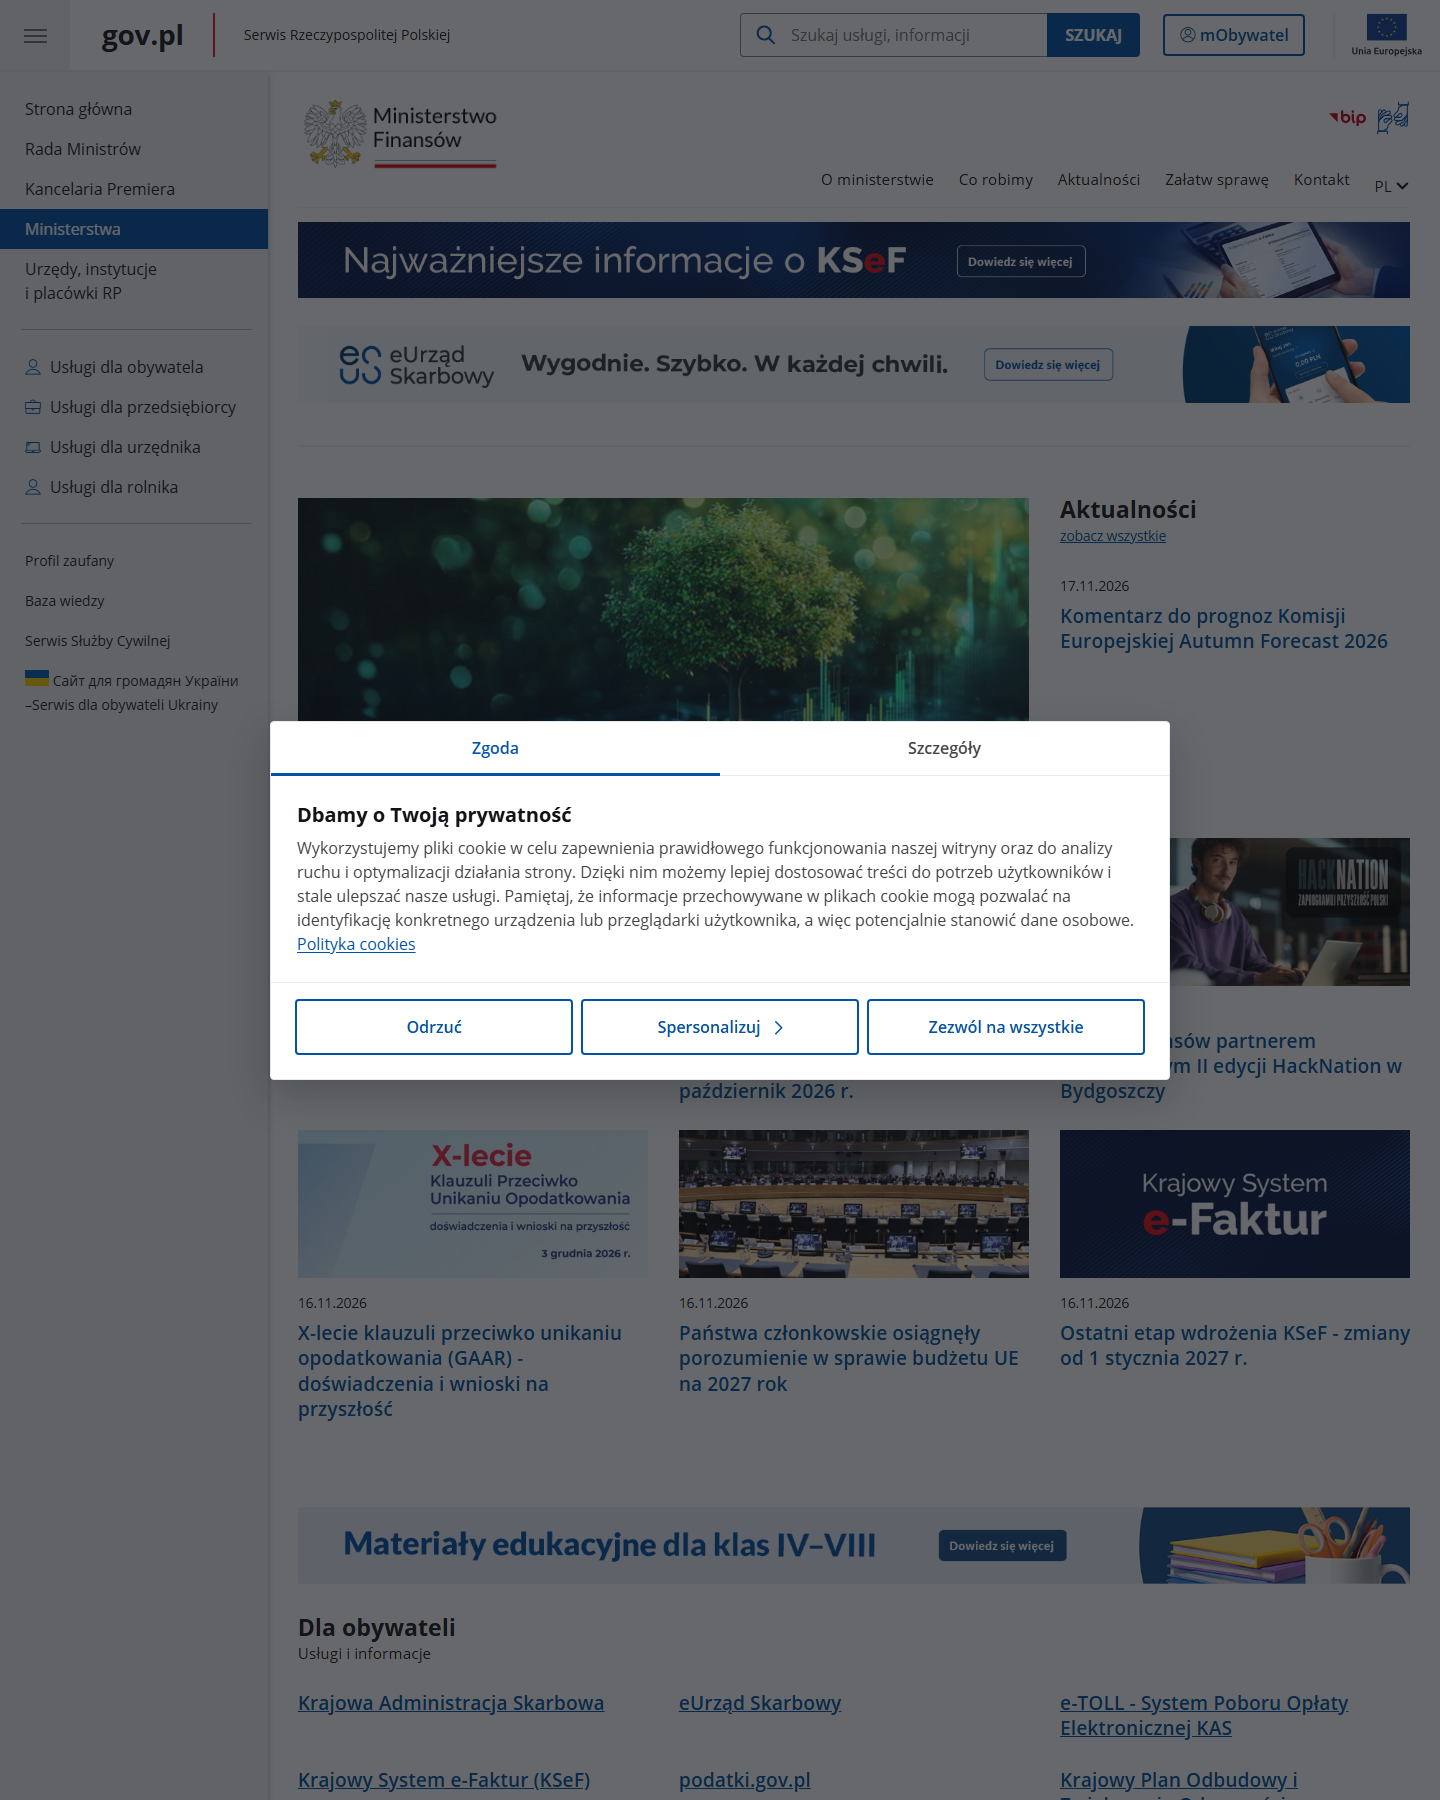 gov.pl
Serwis Rzeczypospolitej Polskiej
Szukaj usługi, informacji
SZUKAJ
mObywatel
Unia Europejska
Strona główna
Rada Ministrów
Kancelaria Premiera
Ministerstwa
Urzędy, instytucje
i placówki RP
Usługi dla obywatela
Usługi dla przedsiębiorcy
Usługi dla urzędnika
Usługi dla rolnika
Profil zaufany
Baza wiedzy
Serwis Służby Cywilnej
Сайт для громадян України
–Serwis dla obywateli Ukrainy
Ministerstwo
Finansów
bip
O ministerstwie
Co robimy
Aktualności
Załatw sprawę
Kontakt
PL
Najważniejsze informacje o KSeF
Dowiedz się więcej
eUrząd
Skarbowy
Wygodnie. Szybko. W każdej chwili.
Dowiedz się więcej
Aktualności
zobacz wszystkie
17.11.2026
Komentarz do prognoz Komisji
Europejskiej Autumn Forecast 2026
Zgoda
Szczegóły
Dbamy o Twoją prywatność
Wykorzystujemy pliki cookie w celu zapewnienia prawidłowego funkcjonowania naszej witryny oraz do analizy
ruchu i optymalizacji działania strony. Dzięki nim możemy lepiej dostosować treści do potrzeb użytkowników i
stale ulepszać nasze usługi. Pamiętaj, że informacje przechowywane w plikach cookie mogą pozwalać na
identyfikację konkretnego urządzenia lub przeglądarki użytkownika, a więc potencjalnie stanowić dane osobowe.
Polityka cookies
Odrzuć
Spersonalizuj
Zezwól na wszystkie
HACKNATION
ZAPROGRAMUJ PRZYSZŁOŚĆ POLSKI
październik 2026 r.
partnerem
II edycji HackNation w
Bydgoszczy
X-lecie
Klauzuli Przeciwko
Unikaniu Opodatkowania
doświadczenia i wnioski na przyszłość
3 grudnia 2026 r.
16.11.2026
X-lecie klauzuli przeciwko unikaniu
opodatkowania (GAAR) -
doświadczenia i wnioski na
przyszłość
16.11.2026
Państwa członkowskie osiągnęły
porozumienie w sprawie budżetu UE
na 2027 rok
Krajowy System
e-Faktur
16.11.2026
Ostatni etap wdrożenia KSeF - zmiany
od 1 stycznia 2027 r.
Materiały edukacyjne dla klas IV–VIII
Dowiedz się więcej
Dla obywateli
Usługi i informacje
Krajowa Administracja Skarbowa
eUrząd Skarbowy
e-TOLL - System Poboru Opłaty
Elektronicznej KAS
Krajowy System e-Faktur (KSeF)
podatki.gov.pl
Krajowy Plan Odbudowy i